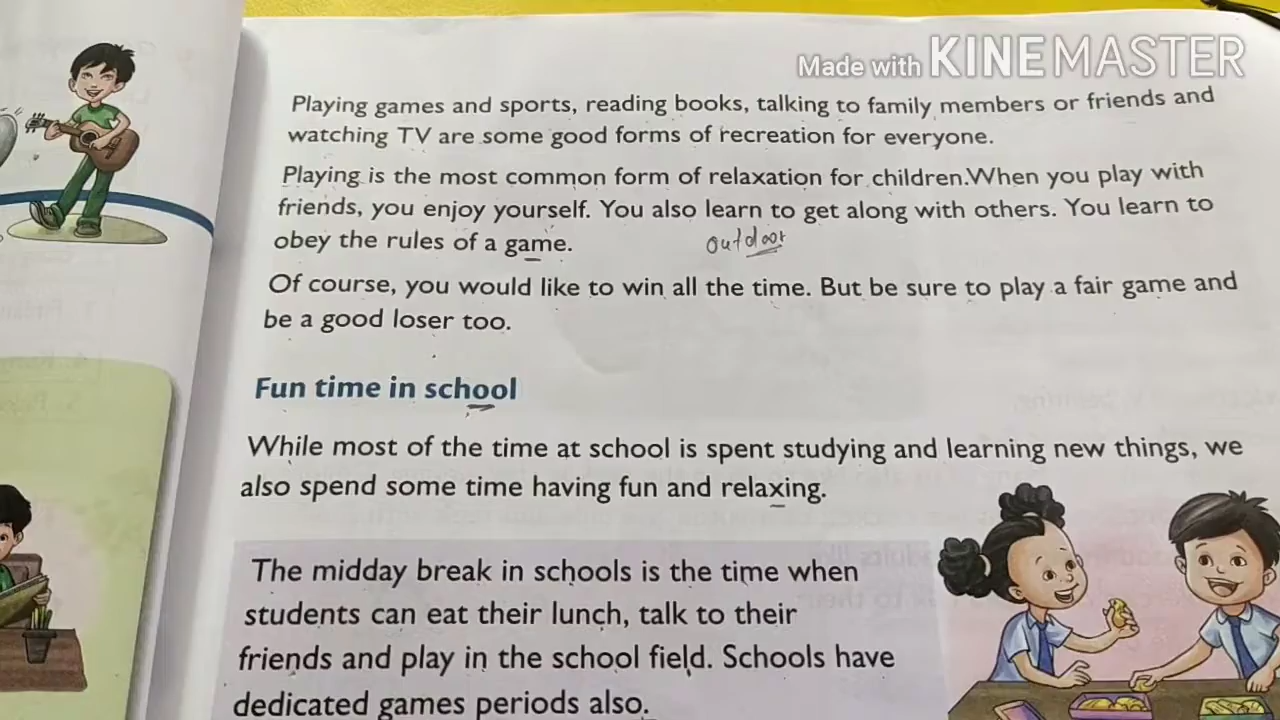 Made with KINEMASTER
Playing games and sports, reading books, talking to family members or friends and
watching TV are some good forms of recreation for everyone.
Playing is the most common form of relaxation for children.When you play with
friends, you enjoy yourself. You also learn to get along with others. You learn to
obey the rules of a game.
outdoor
Of course, you would like to win all the time. But be sure to play a fair game and
be a good loser too.
Fun time in school
While most of the time at school is spent studying and learning new things, we
also spend some time having fun and relaxing.
The midday break in schools is the time when
students can eat their lunch, talk to their
friends and play in the school field. Schools have
dedicated games periods also.